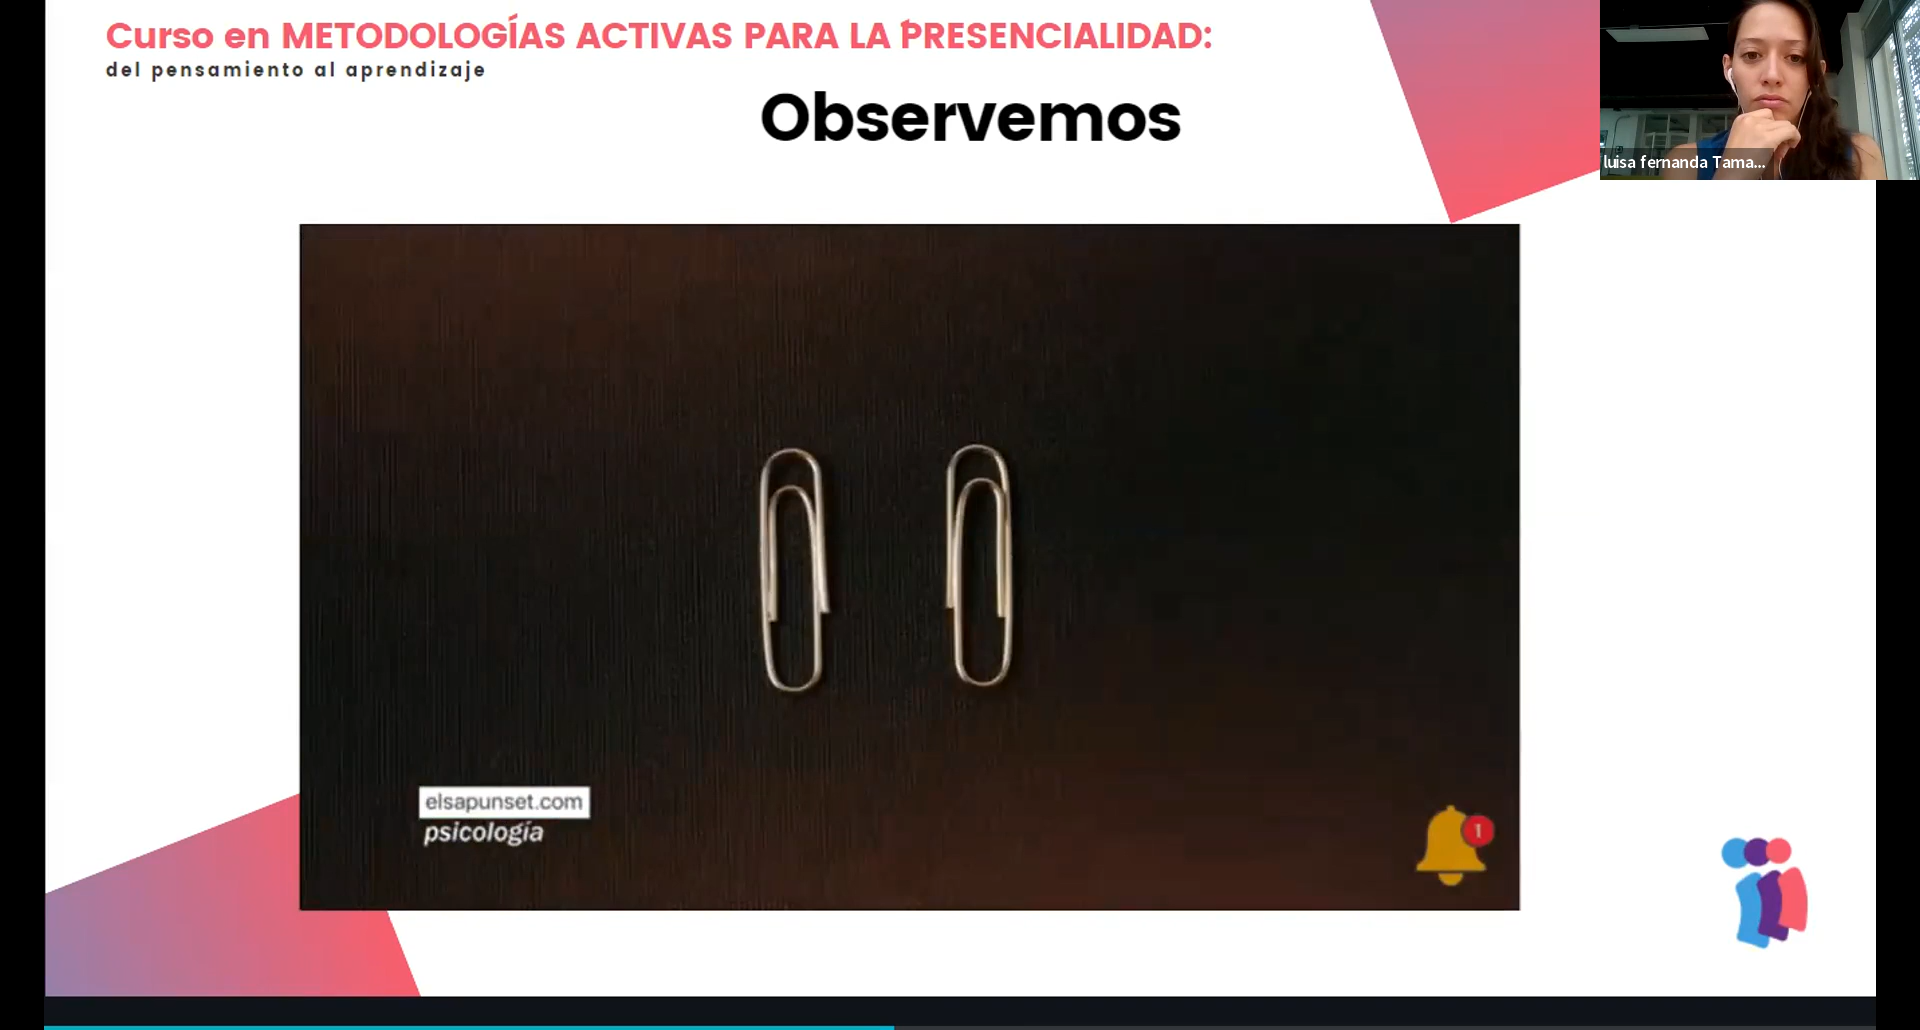 Curso en METODOLOGÍAS ACTIVAS PARA LA PRESENCIALIDAD:
del pensamiento al aprendizaje
Observemos
luisa fernanda Tama...
elsapunset.com
psicología
1